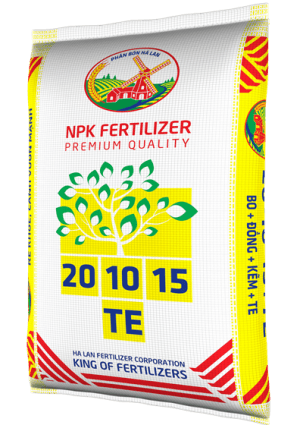 PHÂN BÓN HÀ LAN
NPK FERTILIZER
PREMIUM QUALITY
20 10 15
TE
HA LAN FERTILIZER CORPORATION
KING OF FERTILIZERS
BO + ĐỒNG + KẼM + TE